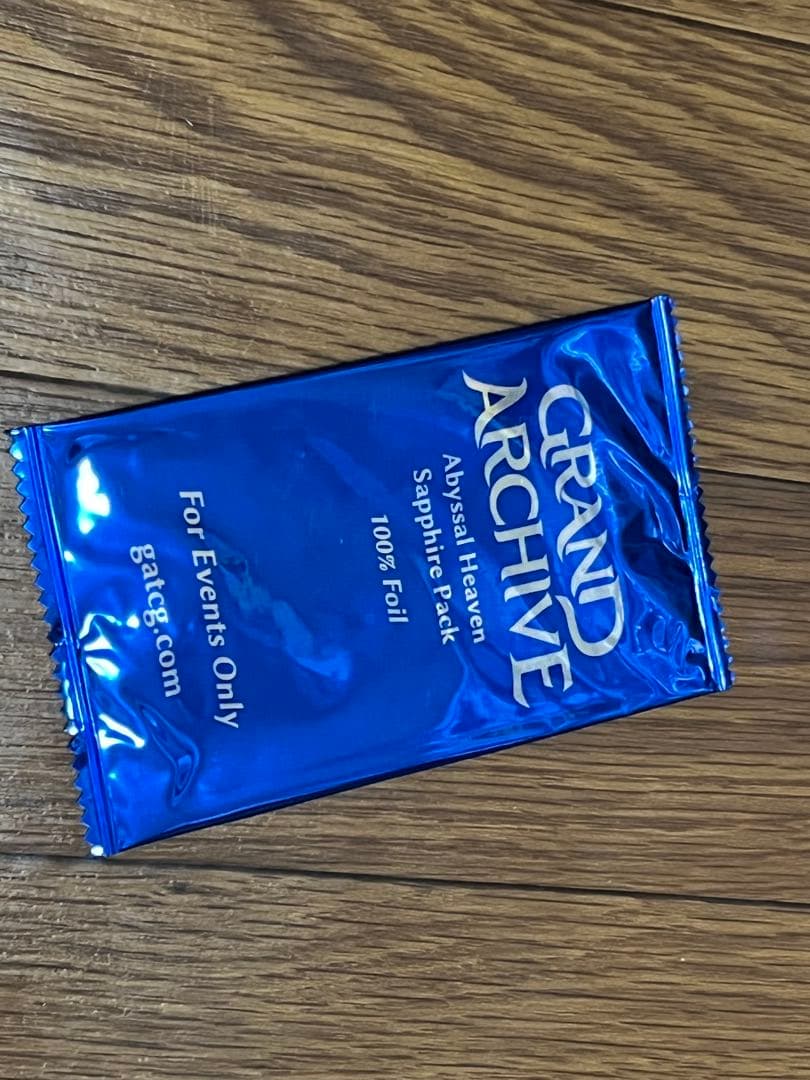 GRAND
ARCHIVE
Abyssal Heaven
Sapphire Pack
100% Foil
For Events Only
gatcg.com